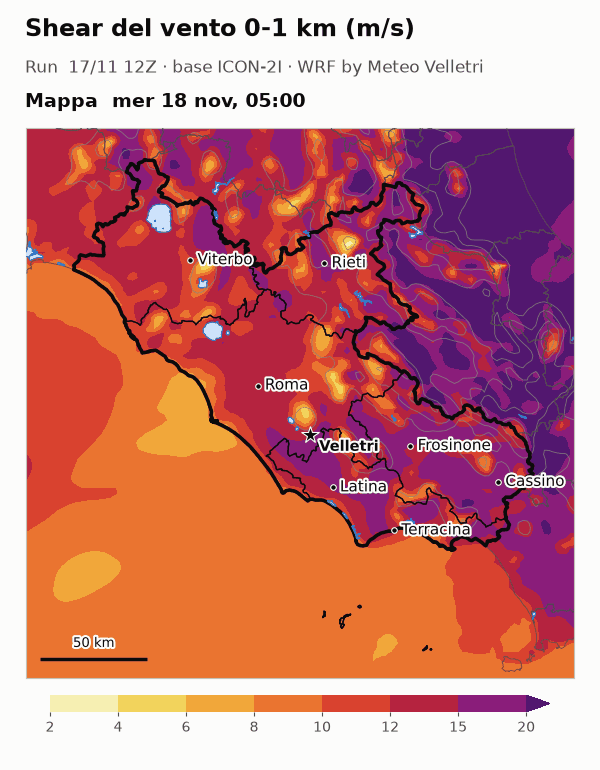 Shear del vento 0-1 km (m/s)
Run 17/11 12Z · base ICON-2I · WRF by Meteo Velletri
Mappa mer 18 nov, 05:00
Viterbo
Rieti
Roma
Velletri
Frosinone
Latina
Cassino
Terracina
50 km
2 4 6 8 10 12 15 20